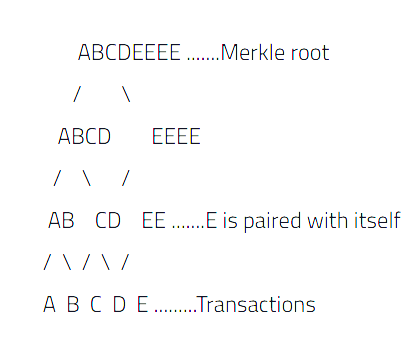 ABCDEEEE .......Merkle root
/ \
ABCD EEEE
/ \ /
AB CD EE .......E is paired with itself
/ \ / \ /
A B C D E .........Transactions